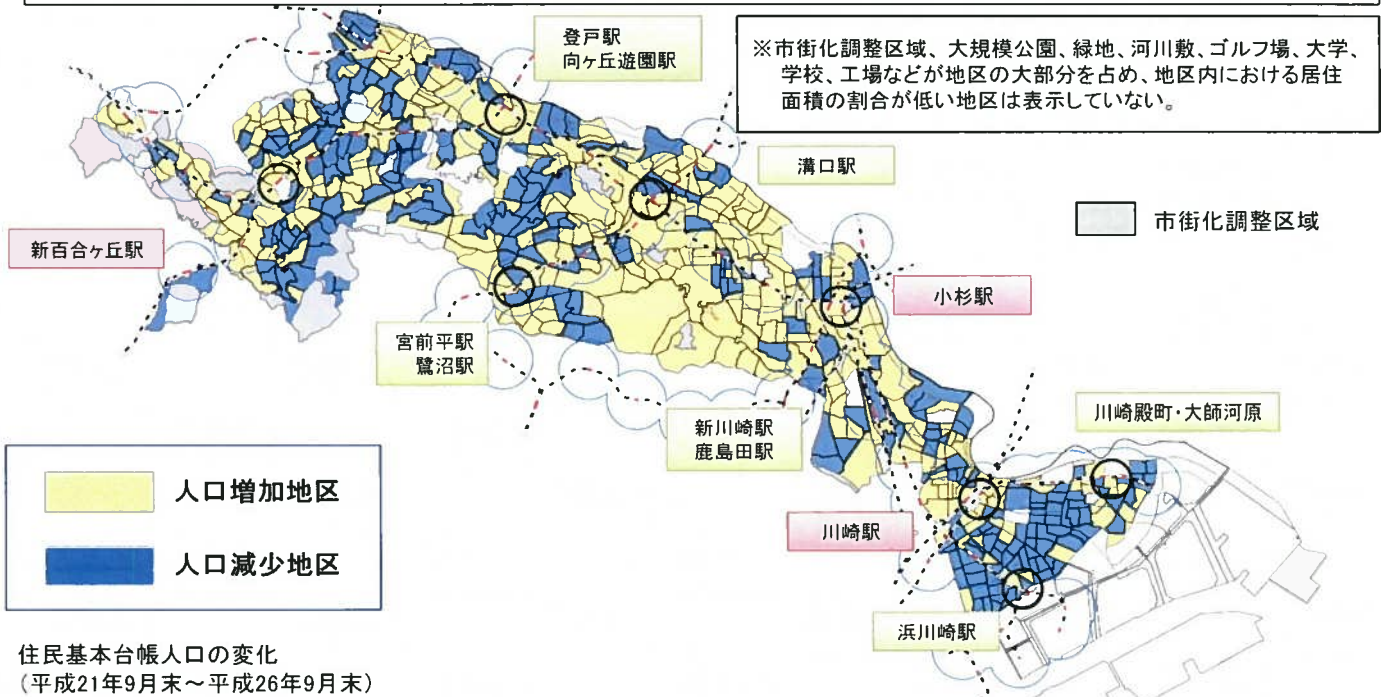 登戸駅
向ヶ丘遊園駅
※市街化調整区域、大規模公園、緑地、河川敷、ゴルフ場、大学、
学校、工場などが地区の大部分を占め、地区内における居住
面積の割合が低い地区は表示していない。
溝口駅
市街化調整区域
新百合ヶ丘駅
小杉駅
宮前平駅
鷺沼駅
川崎殿町・大師河原
新川崎駅
鹿島田駅
人口増加地区
川崎駅
人口減少地区
浜川崎駅
住民基本台帳人口の変化
(平成21年9月末～平成26年9月末)